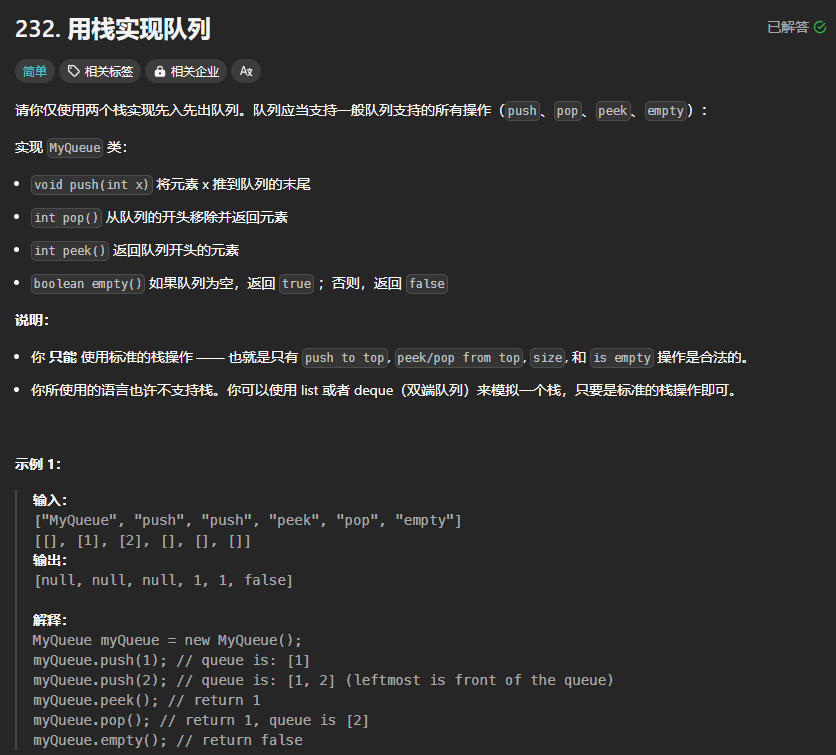 232. 用栈实现队列
已解答
简单 相关标签 相关企业 Ax
请你仅使用两个栈实现先入先出队列。队列应当支持一般队列支持的所有操作（push、pop、peek、empty）：
实现 MyQueue 类：
• void push(int x) 将元素 x 推到队列的末尾
• int pop() 从队列的开头移除并返回元素
• int peek() 返回队列开头的元素
• boolean empty() 如果队列为空，返回 true ；否则，返回 false
说明：
• 你 只能 使用标准的栈操作 —— 也就是只有 push to top, peek/pop from top, size, 和 is empty 操作是合法的。
• 你所使用的语言也许不支持栈。你可以使用 list 或者 deque（双端队列）来模拟一个栈，只要是标准的栈操作即可。
示例 1：
输入：
["MyQueue", "push", "push", "peek", "pop", "empty"]
[[], [1], [2], [], [], []]
输出：
[null, null, null, 1, 1, false]
解释：
MyQueue myQueue = new MyQueue();
myQueue.push(1); // queue is: [1]
myQueue.push(2); // queue is: [1, 2] (leftmost is front of the queue)
myQueue.peek(); // return 1
myQueue.pop(); // return 1, queue is [2]
myQueue.empty(); // return false